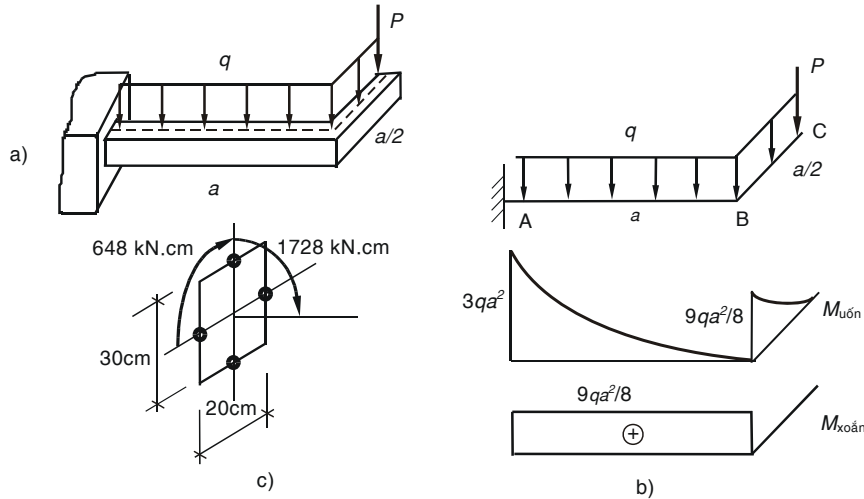 P
q
a/2
a)
a
648 kN.cm
1728 kN.cm
30cm
20cm
c)
P
q
C
a/2
A
a
B
3qa²
9qa²/8
Muốn
9qa²/8
Mxoắn
b)